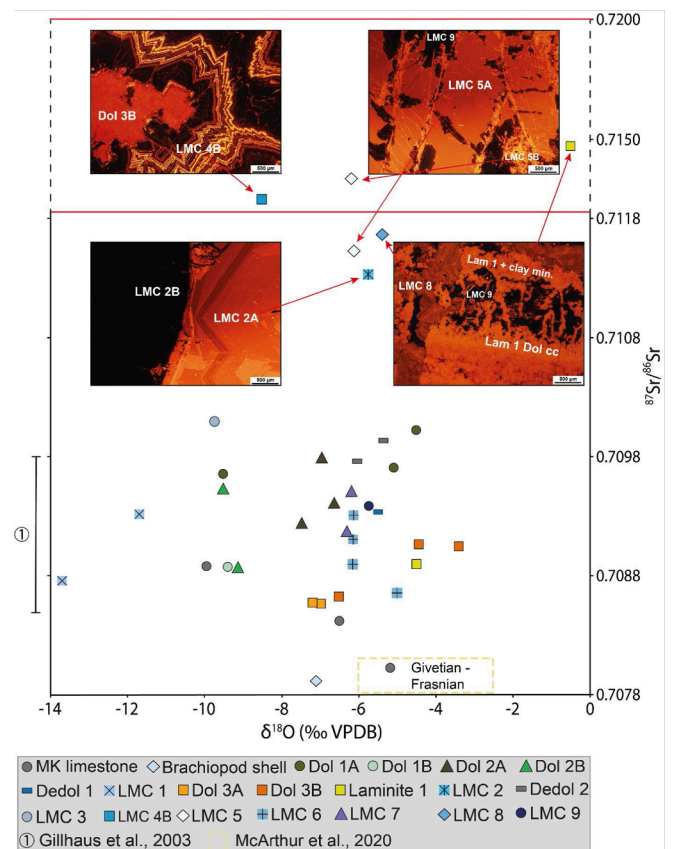 0.7200
Dol 3B
LMC 4B
500 µm
LMC 9
LMC 5A
LMC 5B
500 µm
0.7150
0.7118
LMC 2B
LMC 2A
500 µm
LMC 8
Lam 1 + clay min.
LMC 9
Lam 1 Dol cc
500 µm
0.7108
⁸⁷Sr/⁸⁶Sr
0.7098
①
0.7088
Givetian -
Frasnian
0.7078
-14 -12 -10 -8 -6 -4 -2 0
δ¹⁸O (‰ VPDB)
MK limestone Brachiopod shell Dol 1A Dol 1B Dol 2A Dol 2B
Dedol 1 LMC 1 Dol 3A Dol 3B Laminite 1 LMC 2 Dedol 2
LMC 3 LMC 4B LMC 5 LMC 6 LMC 7 LMC 8 LMC 9
① Gillhaus et al., 2003 McArthur et al., 2020